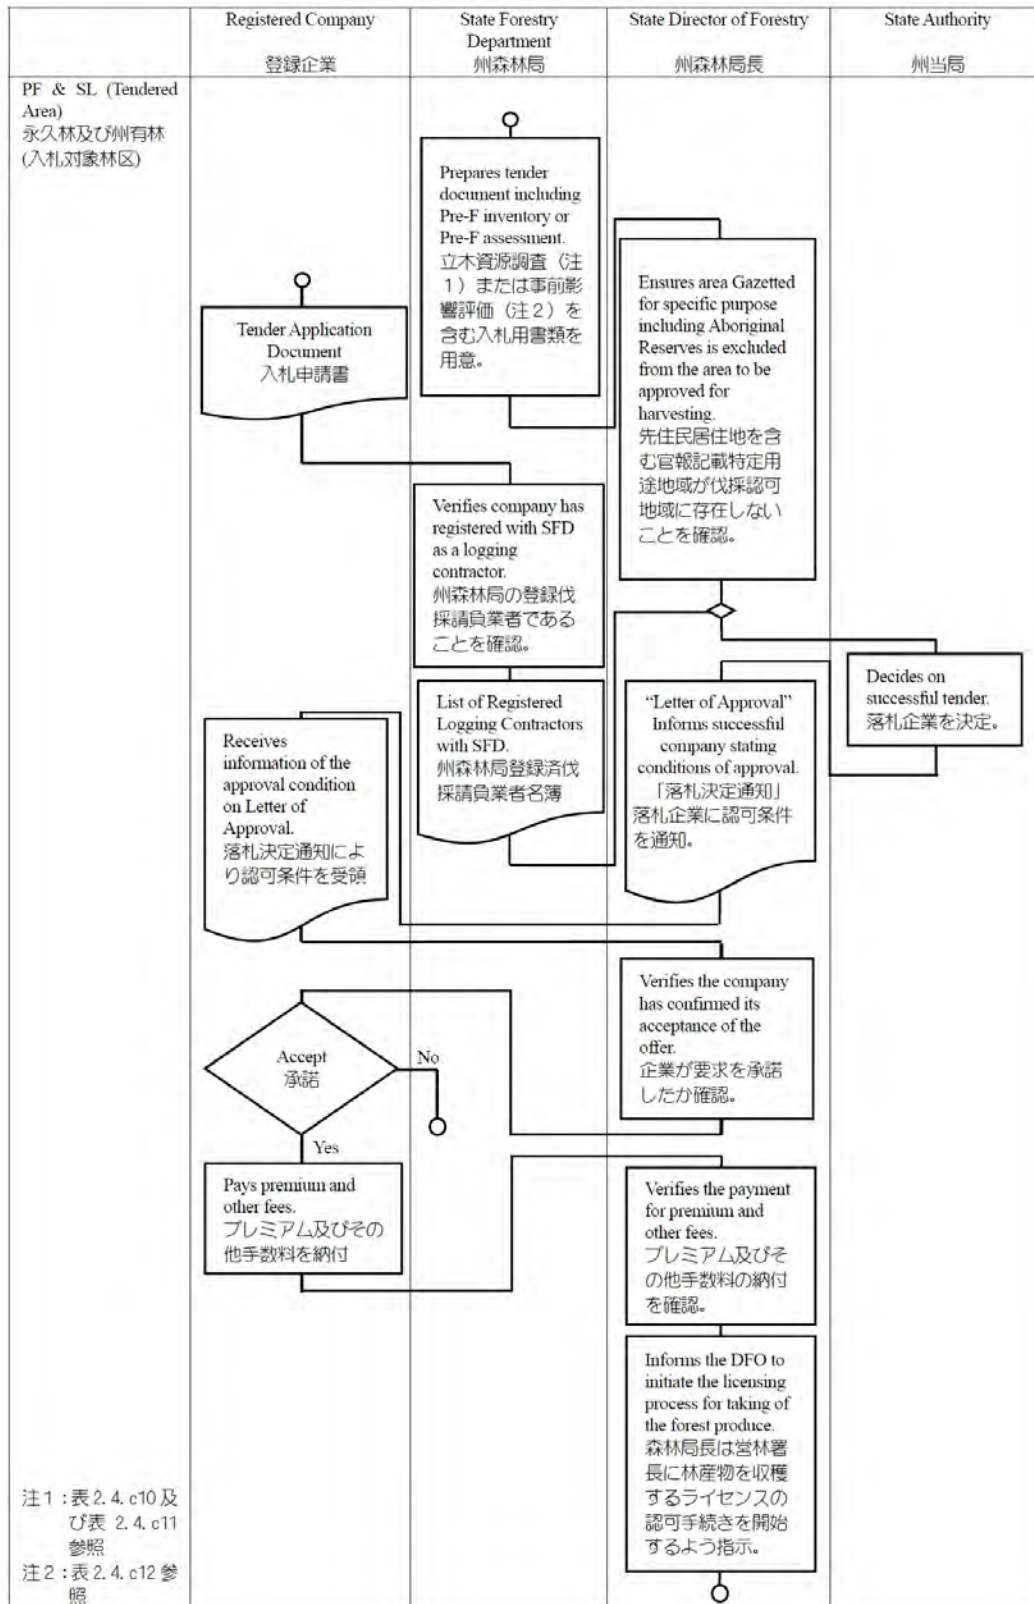 Registered Company
登録企業
State Forestry
Department
州森林局
State Director of Forestry
州森林局長
State Authority
州当局
PF & SL (Tendered
Area)
永久林及び州有林
(入札対象林区)
Prepares tender
document including
Pre-F inventory or
Pre-F assessment.
立木資源調査（注
１）または事前影
響評価（注２）を
含む入札用書類を
用意。
Ensures area Gazetted
for specific purpose
including Aboriginal
Reserves is excluded
from the area to be
approved for
harvesting.
先住民居住地を含
む官報記載特定用
途地域が伐採認可
地域に存在しない
ことを確認。
Tender Application
Document
入札申請書
Verifies company has
registered with SFD
as a logging
contractor.
州森林局の登録伐
採請負業者である
ことを確認。
List of Registered
Logging Contractors
with SFD.
州森林局登録済伐
採請負業者名簿
Decides on
successful tender.
落札企業を決定。
“Letter of Approval”
Informs successful
company stating
conditions of approval.
「落札決定通知」
落札企業に認可条件
を通知。
Receives
information of the
approval condition
on Letter of
Approval.
落札決定通知によ
り認可条件を受領
Verifies the company
has confirmed its
acceptance of the
offer.
企業が要求を承諾
したか確認。
Accept
承諾
No
Yes
Pays premium and
other fees.
プレミアム及びその
他手数料を納付
Verifies the payment
for premium and
other fees.
プレミアム及びそ
の他手数料の納付
を確認。
Informs the DFO to
initiate the licensing
process for taking of
the forest produce.
森林局長は営林署
長に林産物を収穫
するライセンスの
認可手続きを開始
するよう指示。
注１：表2.4.c10 及
び表 2.4.c11
参照
注２：表2.4.c12 参
照